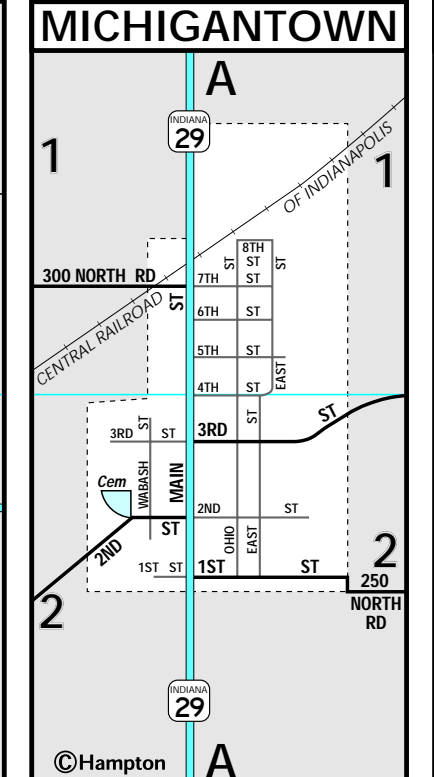 MICHIGANTOWN
A
INDIANA
29
1
1
OF INDIANAPOLIS
8TH
ST
ST
ST
300 NORTH RD
7TH ST
ST
6TH ST
CENTRAL RAILROAD
5TH ST
EAST
4TH ST
ST
ST
ST
3RD ST
3RD
Cem
WABASH
MAIN
2ND ST
ST
2ND
OHIO
EAST
2
1ST ST
1ST ST
250
NORTH
RD
2
INDIANA
29
©Hampton
A